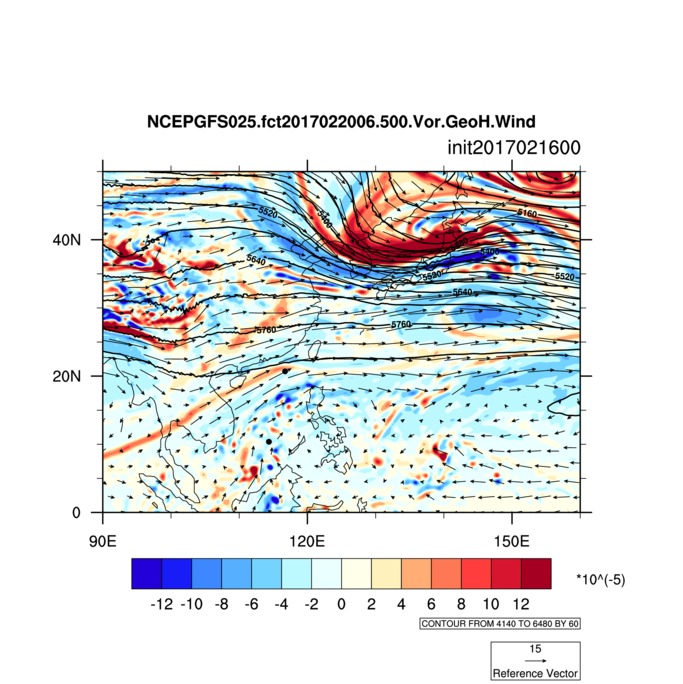 NCEPGFS025.fct2017022006.500.Vor.GeoH.Wind
init2017021600
5160
5520
5400
40N
5640
5400
5520
5640
5760
5760
20N
0
90E 120E 150E
-12 -10 -8 -6 -4 -2 0 2 4 6 8 10 12
*10^(-5)
CONTOUR FROM 4140 TO 6480 BY 60
15
Reference Vector